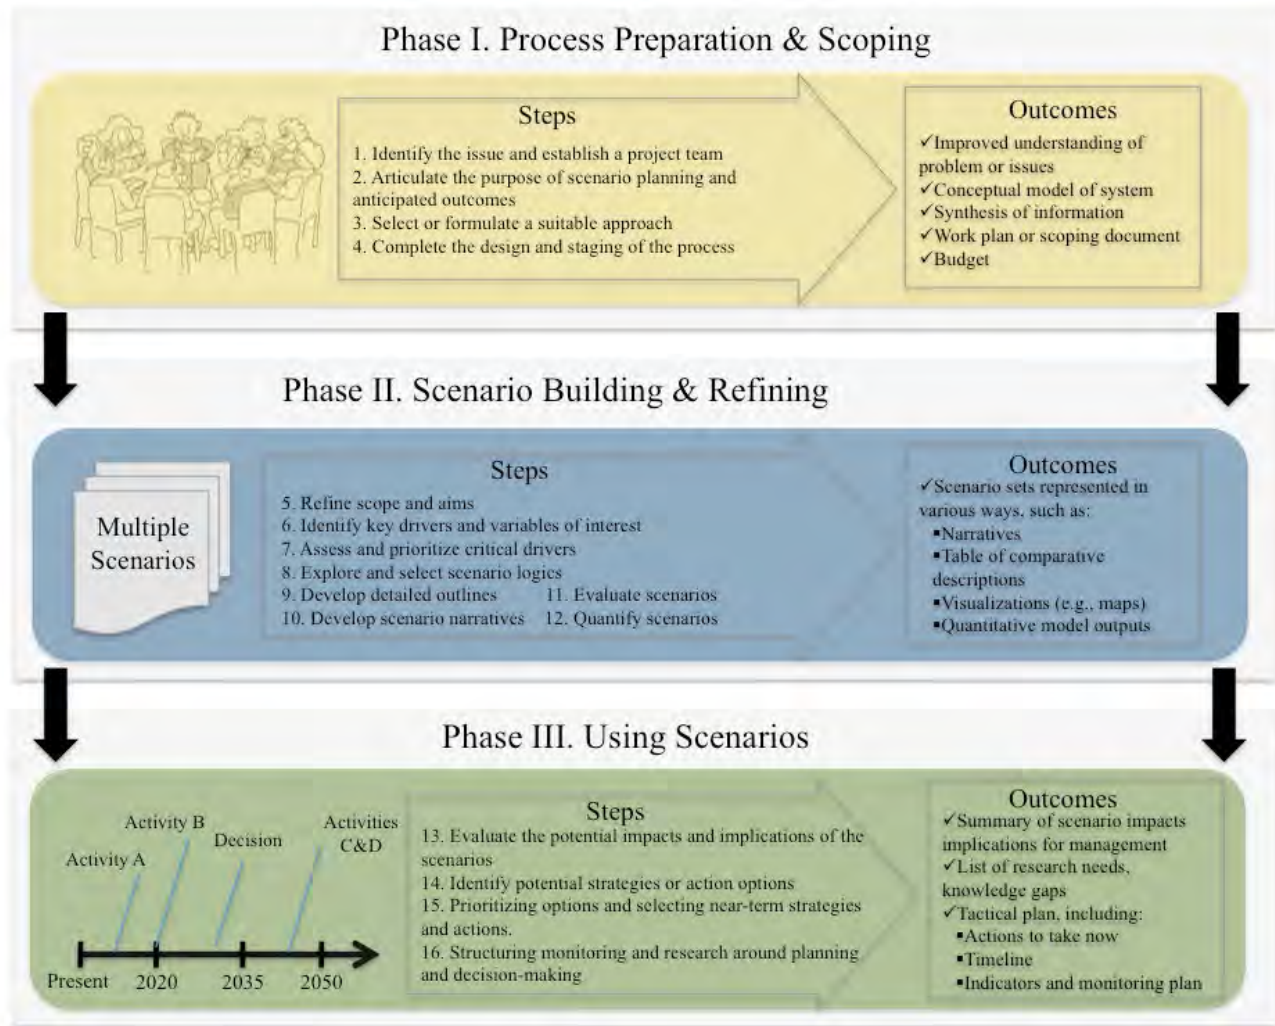 Phase I. Process Preparation & Scoping
Steps
1. Identify the issue and establish a project team
2. Articulate the purpose of scenario planning and
anticipated outcomes
3. Select or formulate a suitable approach
4. Complete the design and staging of the process
Outcomes
✓Improved understanding of
problem or issues
✓Conceptual model of system
✓Synthesis of information
✓Work plan or scoping document
✓Budget
Phase II. Scenario Building & Refining
Multiple
Scenarios
Steps
5. Refine scope and aims
6. Identify key drivers and variables of interest
7. Assess and prioritize critical drivers
8. Explore and select scenario logics
9. Develop detailed outlines 11. Evaluate scenarios
10. Develop scenario narratives 12. Quantify scenarios
Outcomes
✓Scenario sets represented in
various ways, such as:
▪Narratives
▪Table of comparative
descriptions
▪Visualizations (e.g., maps)
▪Quantitative model outputs
Phase III. Using Scenarios
Activity A
Activity B
Decision
Activities
C&D
Present 2020 2035 2050
Steps
13. Evaluate the potential impacts and implications of the
scenarios
14. Identify potential strategies or action options
15. Prioritizing options and selecting near-term strategies
and actions.
16. Structuring monitoring and research around planning
and decision-making
Outcomes
✓Summary of scenario impacts
implications for management
✓List of research needs,
knowledge gaps
✓Tactical plan, including:
▪Actions to take now
▪Timeline
▪Indicators and monitoring plan